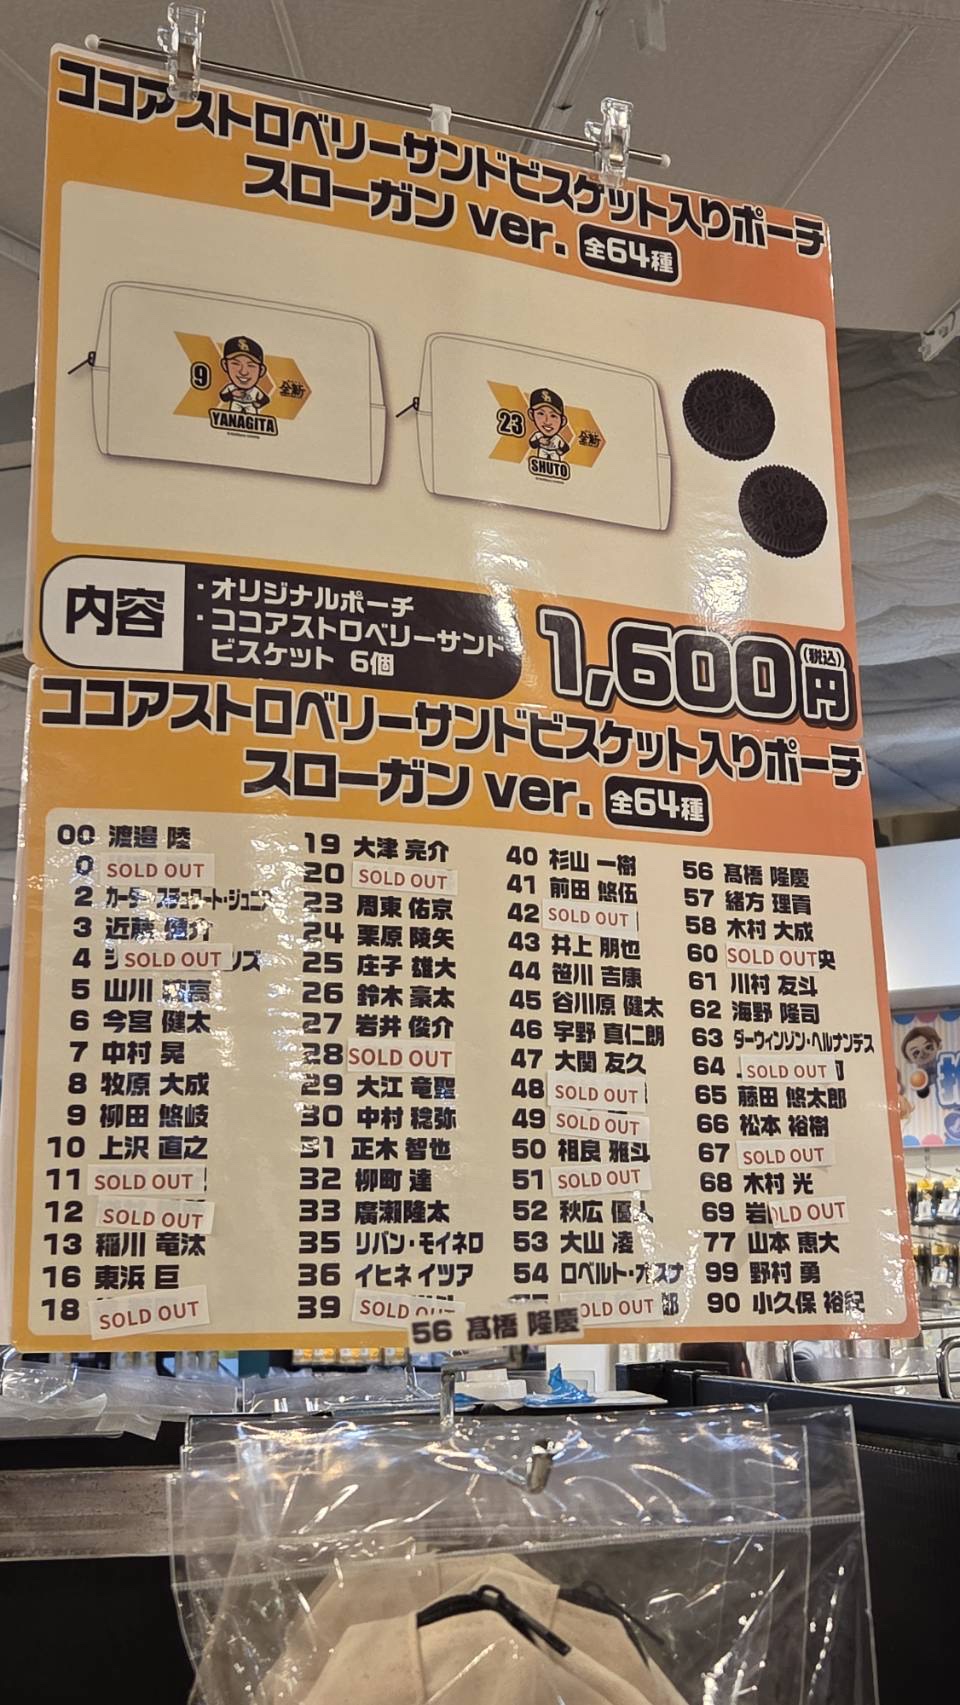 ココアストロベリーサンドビスケット入りポーチ
スローガン ver. 全64種
9
全新
YANAGITA
23
全新
SHUTO
内容
・オリジナルポーチ
・ココアストロベリーサンド
ビスケット 6個
1,600円(税込)
ココアストロベリーサンドビスケット入りポーチ
スローガン ver. 全64種
00 渡邉 陸
0 SOLD OUT
2 カーター・スチュワート・ジュニア
3 近藤 健介
4 SOLD OUT ンズ
5 山川 穂高
6 今宮 健太
7 中村 晃
8 牧原 大成
9 柳田 悠岐
10 上沢 直之
11 SOLD OUT
12 SOLD OUT
13 稲川 竜汰
16 東浜 巨
18 SOLD OUT
19 大津 亮介
20 SOLD OUT
23 周東 佑京
24 栗原 陵矢
25 庄子 雄大
26 鈴木 豪太
27 岩井 俊介
28 SOLD OUT
29 大江 竜聖
30 中村 稔弥
31 正木 智也
32 柳町 達
33 廣瀨隆太
35 リバン・モイネロ
36 イヒネ イツア
39 SOLD OUT
40 杉山 一樹
41 前田 悠伍
42 SOLD OUT
43 井上 朋也
44 笹川 吉康
45 谷川原 健太
46 宇野 真仁朗
47 大関 友久
48 SOLD OUT
49 SOLD OUT
50 相良 雅斗
51 SOLD OUT
52 秋広 優人
53 大山 凌
54 ロベルト・オスナ
SOLD OUT 郎
56 髙橋 隆慶
57 緒方 理貢
58 木村 大成
60 SOLD OUT 央
61 川村 友斗
62 海野 隆司
63 ダーウィンゾン・ヘルナンデス
64 SOLD OUT
65 藤田 悠太郎
66 松本 裕樹
67 SOLD OUT
68 木村 光
69 岩 SOLD OUT
77 山本 恵大
99 野村 勇
90 小久保 裕紀
56 髙橋 隆慶